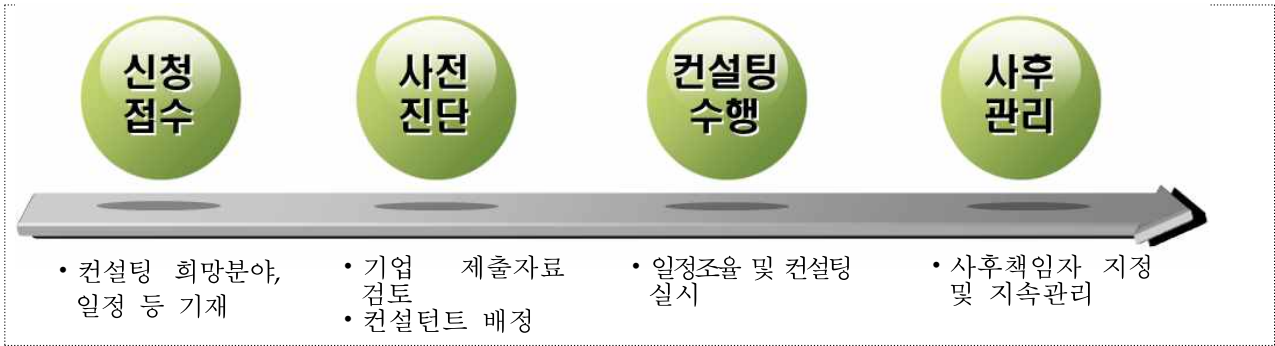 신청
접수
사전
진단
컨설팅
수행
사후
관리
• 컨설팅 희망분야,
일정 등 기재
• 기업 제출자료
검토
• 컨설턴트 배정
• 일정조율 및 컨설팅
실시
• 사후책임자 지정
및 지속관리